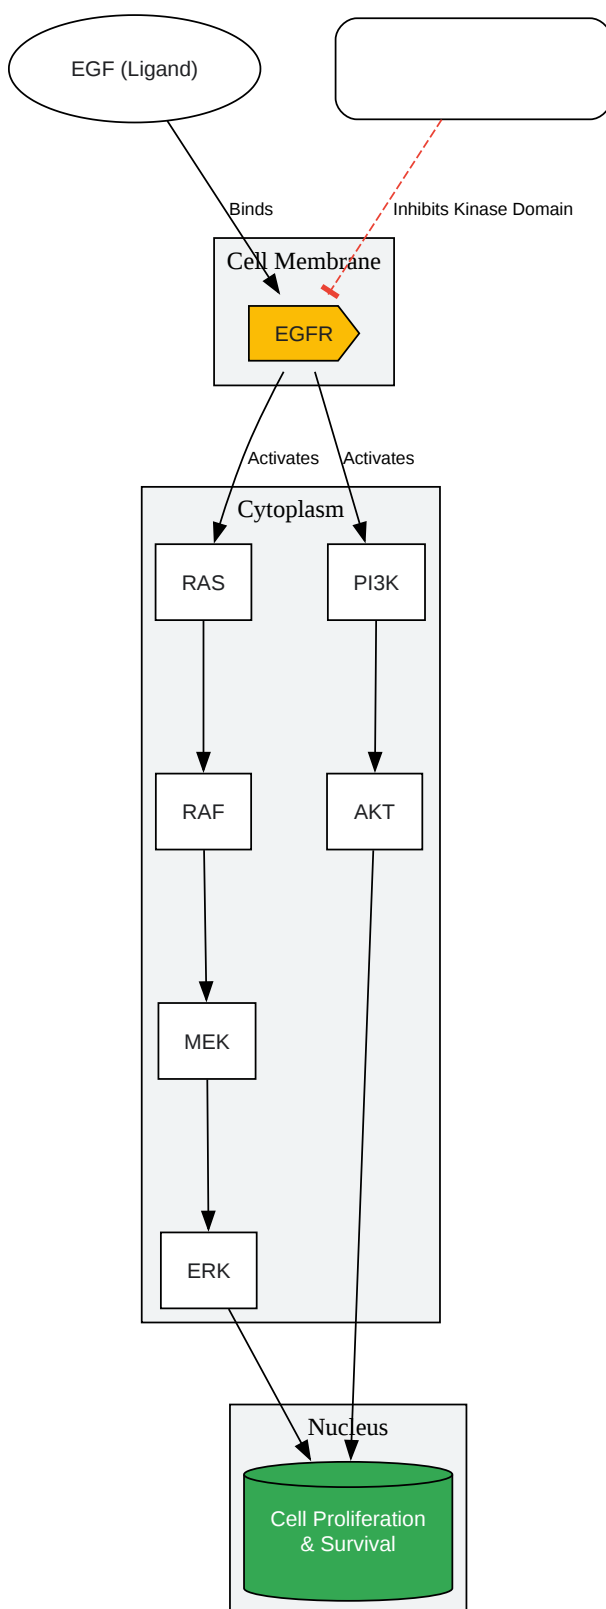 EGF (Ligand)
Binds
Inhibits Kinase Domain
Cell Membrane
EGFR
Activates
Activates
Cytoplasm
RAS
PI3K
RAF
AKT
MEK
ERK
Nucleus
Cell Proliferation
& Survival